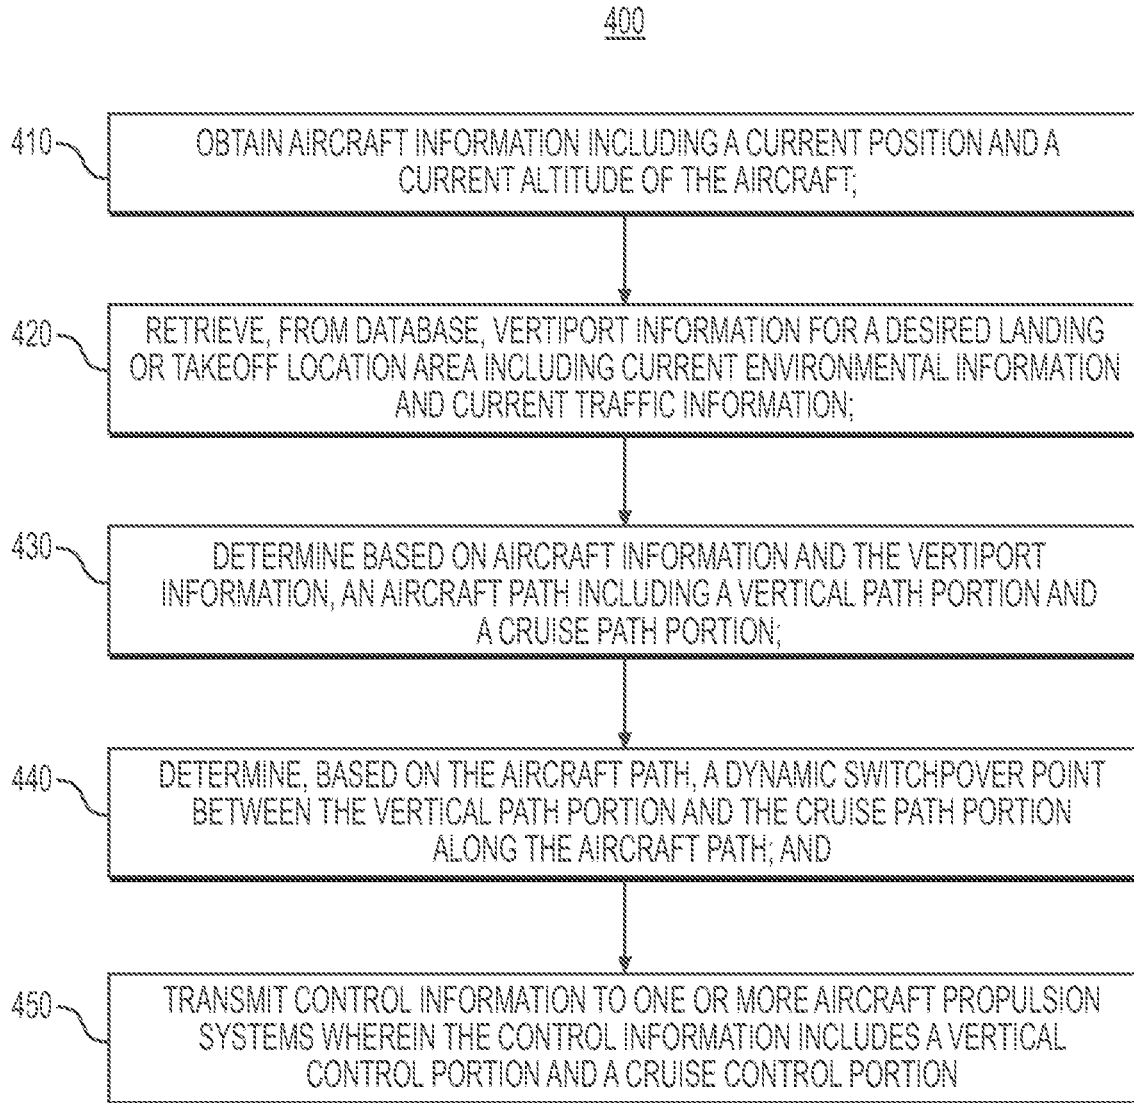 400
410
OBTAIN AIRCRAFT INFORMATION INCLUDING A CURRENT POSITION AND A
CURRENT ALTITUDE OF THE AIRCRAFT;
420
RETRIEVE, FROM DATABASE, VERTIPORT INFORMATION FOR A DESIRED LANDING
OR TAKEOFF LOCATION AREA INCLUDING CURRENT ENVIRONMENTAL INFORMATION
AND CURRENT TRAFFIC INFORMATION;
430
DETERMINE BASED ON AIRCRAFT INFORMATION AND THE VERTIPORT
INFORMATION, AN AIRCRAFT PATH INCLUDING A VERTICAL PATH PORTION AND
A CRUISE PATH PORTION;
440
DETERMINE, BASED ON THE AIRCRAFT PATH, A DYNAMIC SWITCHPOVER POINT
BETWEEN THE VERTICAL PATH PORTION AND THE CRUISE PATH PORTION
ALONG THE AIRCRAFT PATH; AND
450
TRANSMIT CONTROL INFORMATION TO ONE OR MORE AIRCRAFT PROPULSION
SYSTEMS WHEREIN THE CONTROL INFORMATION INCLUDES A VERTICAL
CONTROL PORTION AND A CRUISE CONTROL PORTION